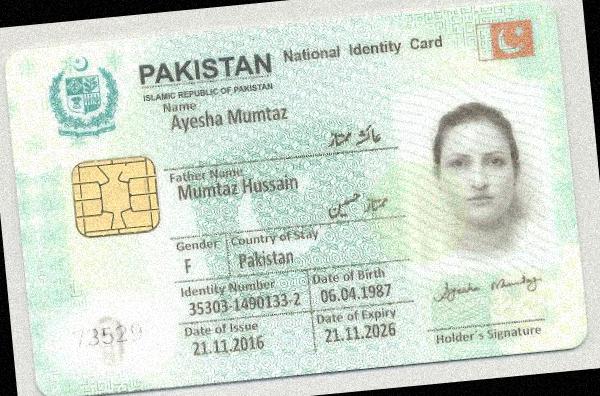 PAKISTAN National Identity Card
ISLAMIC REPUBLIC OF PAKISTAN
Name
Ayesha Mumtaz
عائشہ ممتاز
Father Name
Mumtaz Hussain
ممتاز حسین
Gender Country of Stay
F Pakistan
Identity Number Date of Birth
35303-1490133-2 06.04.1987
Date of Issue Date of Expiry
21.11.2016 21.11.2026
73529
Ayesha Mumtaz
Holder's Signature